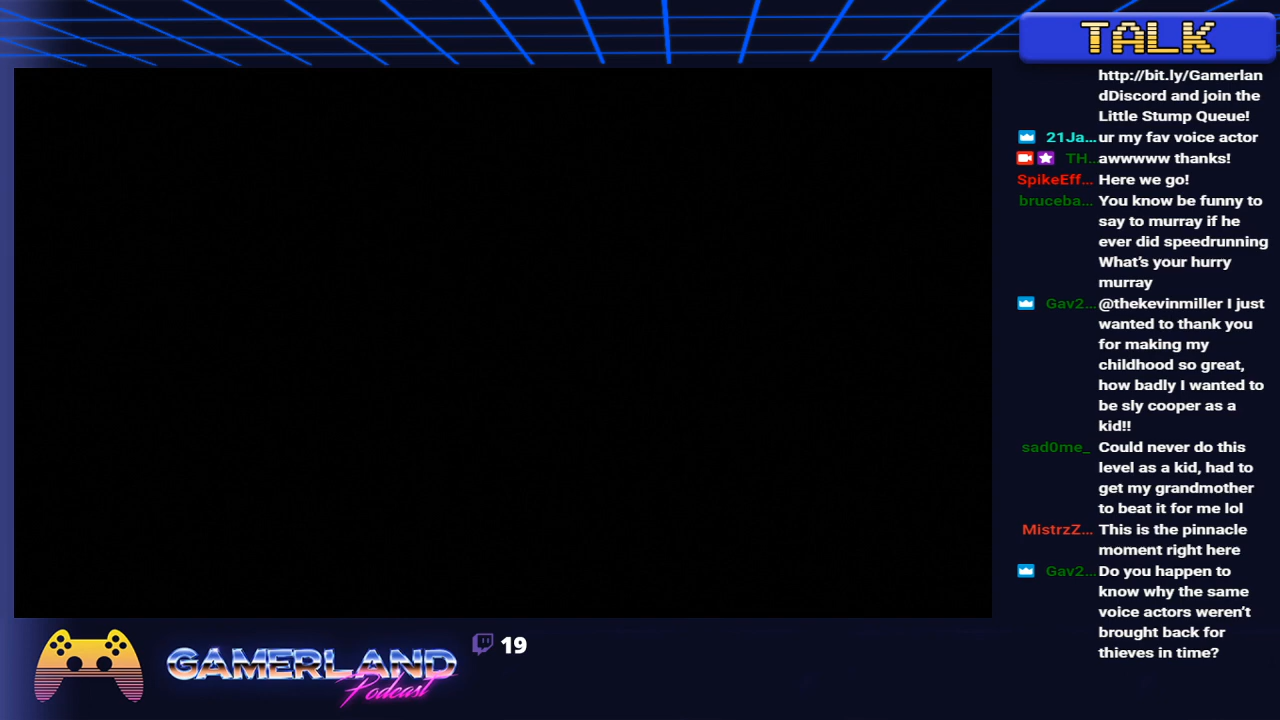 TALK
http://bit.ly/Gamerlan
dDiscord and join the
Little Stump Queue!
21Ja... ur my fav voice actor
TH... awwwww thanks!
SpikeEff... Here we go!
bruceba... You know be funny to
say to murray if he
ever did speedrunning
What's your hurry
murray
Gav2... @thekevinmiller I just
wanted to thank you
for making my
childhood so great,
how badly I wanted to
be sly cooper as a
kid!!
sad0me_ Could never do this
level as a kid, had to
get my grandmother
to beat it for me lol
MistrzZ... This is the pinnacle
moment right here
Gav2... Do you happen to
know why the same
voice actors weren't
brought back for
thieves in time?
GAMERLAND
Podcast
19